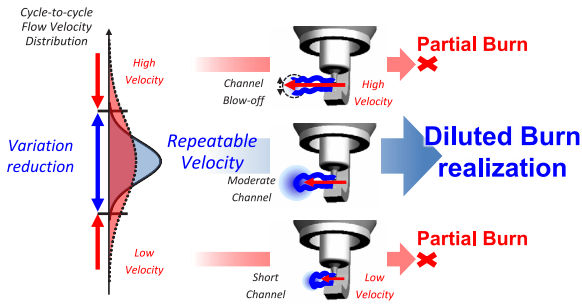 Cycle-to-cycle
Flow Velocity
Distribution
High
Velocity
Variation
reduction
Low
Velocity
Repeatable
Velocity
Channel
Blow-off
High
Velocity
Partial Burn
Moderate
Channel
Diluted Burn
realization
Short
Channel
Low
Velocity
Partial Burn